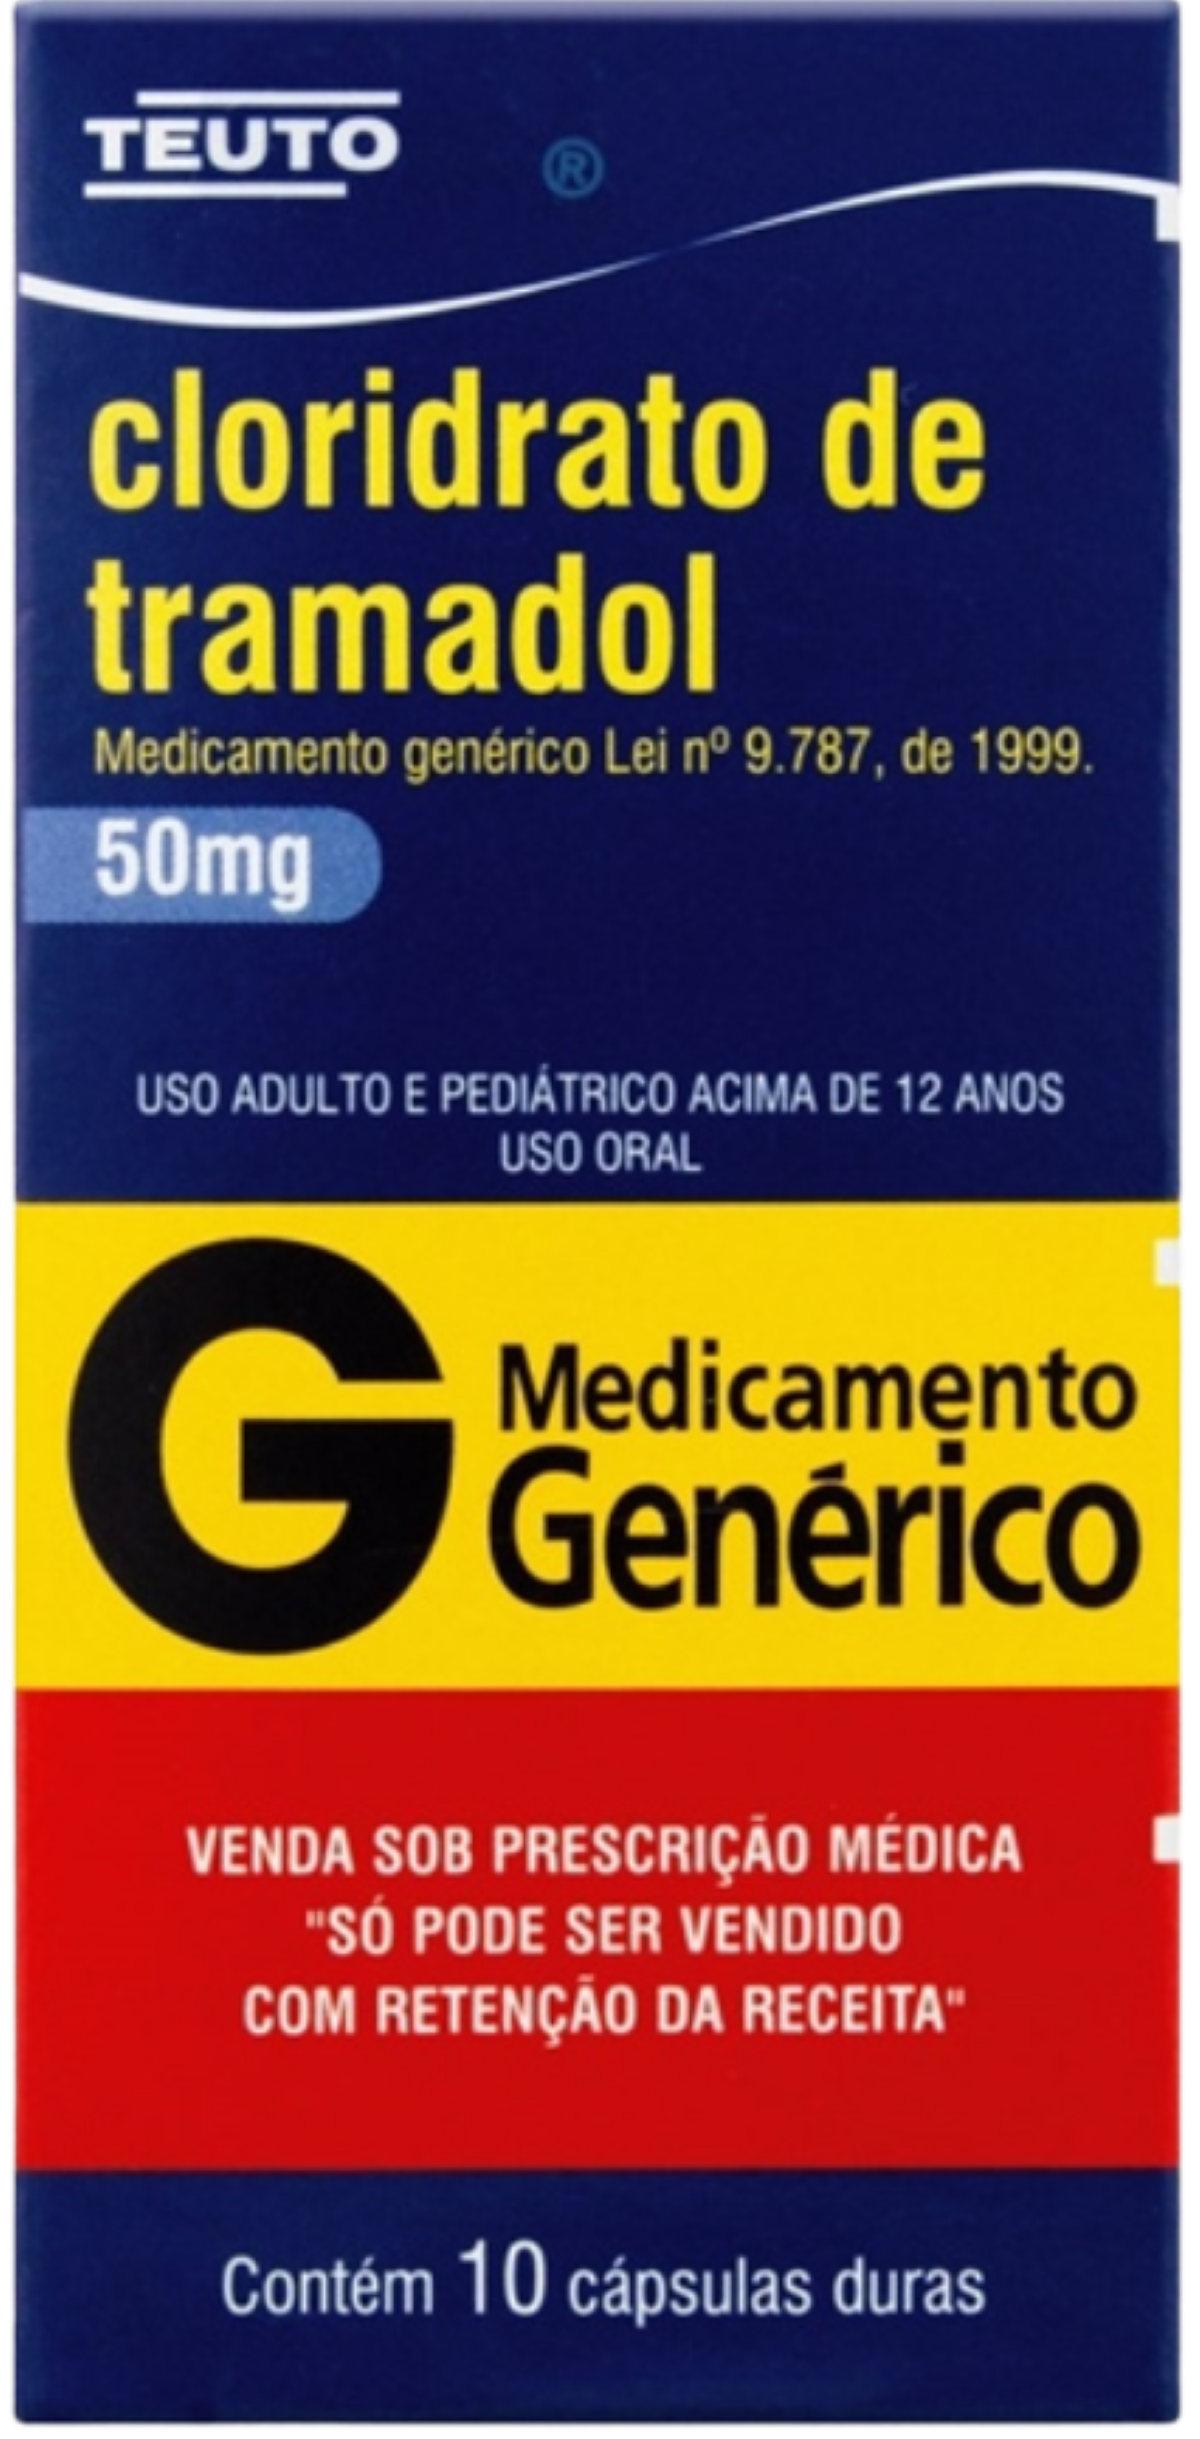 TEUTO
®
cloridrato de
tramadol
Medicamento genérico Lei nº 9.787, de 1999.
50mg
USO ADULTO E PEDIÁTRICO ACIMA DE 12 ANOS
USO ORAL
G
Medicamento
Genérico
VENDA SOB PRESCRIÇÃO MÉDICA
"SÓ PODE SER VENDIDO
COM RETENÇÃO DA RECEITA"
Contém 10 cápsulas duras